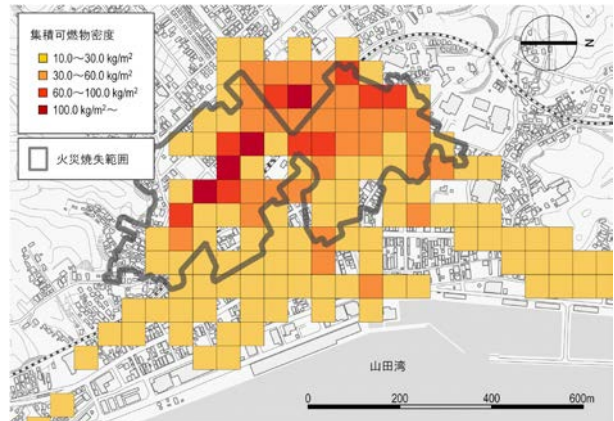 集積可燃物密度
10.0～30.0 kg/m²
30.0～60.0 kg/m²
60.0～100.0 kg/m²
100.0 kg/m²～
火災焼失範囲
N
山田湾
0 200 400 600m